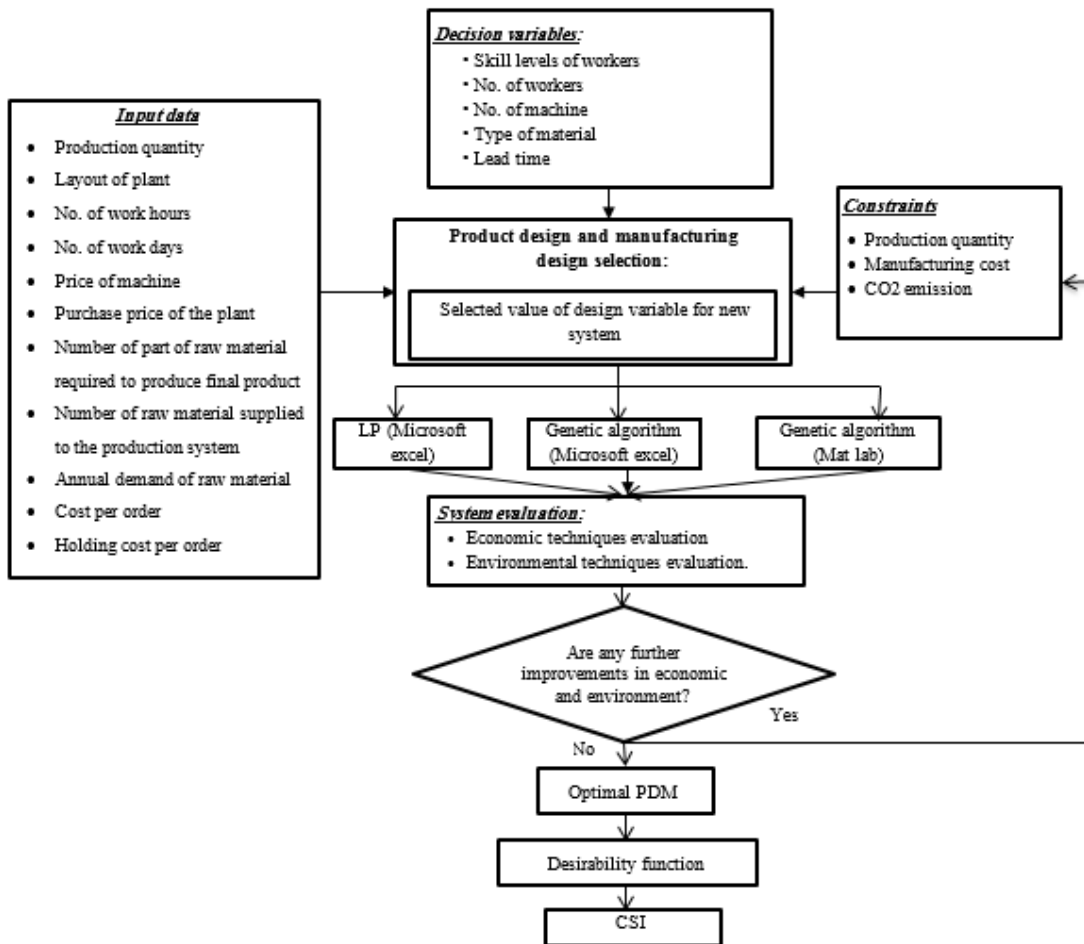 Decision variables:
▪ Skill levels of workers
▪ No. of workers
▪ No. of machine
▪ Type of material
▪ Lead time
Input data
• Production quantity
• Layout of plant
• No. of work hours
• No. of work days
• Price of machine
• Purchase price of the plant
• Number of part of raw material
required to produce final product
• Number of raw material supplied
to the production system
• Annual demand of raw material
• Cost per order
• Holding cost per order
Constraints
• Production quantity
• Manufacturing cost
• CO2 emission
Product design and manufacturing
design selection:
Selected value of design variable for new
system
LP (Microsoft
excel)
Genetic algorithm
(Microsoft excel)
Genetic algorithm
(Mat lab)
System evaluation:
• Economic techniques evaluation
• Environmental techniques evaluation.
Are any further
improvements in economic
and environment?
Yes
No
Optimal PDM
Desirability function
CSI